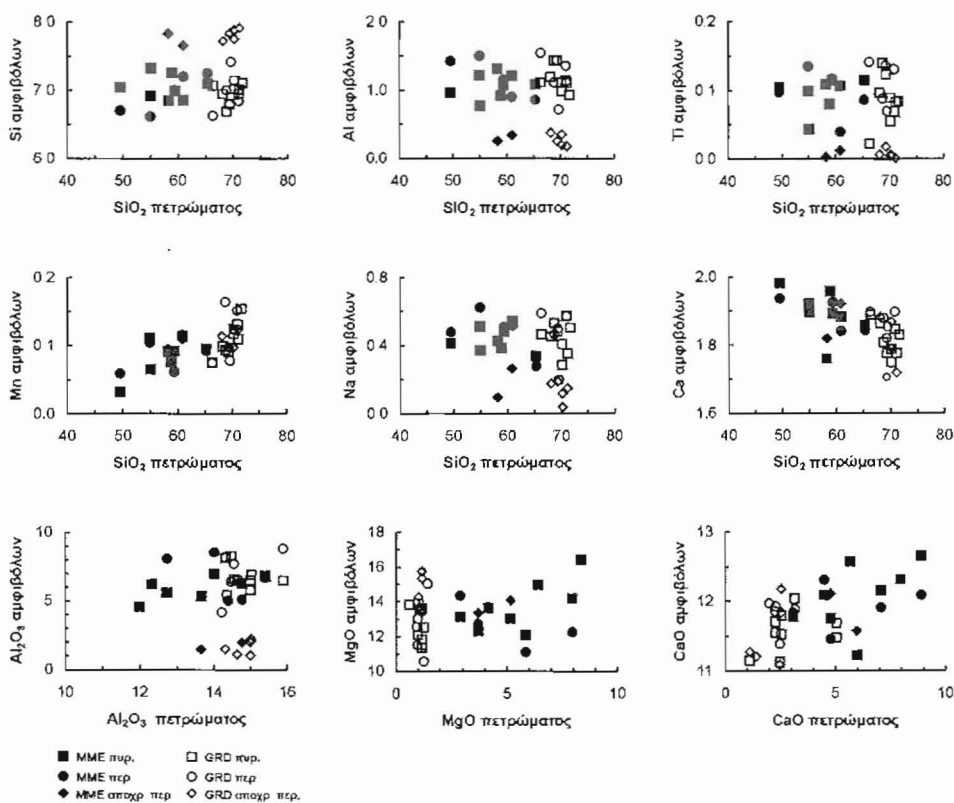 8.0
7.0
6.0
Si αμφιβόλων
40 50 60 70 80
SiO₂ πετρώματος
2.0
1.0
0.0
Al αμφιβόλων
40 50 60 70 80
SIO₂ πετρώματος
0.2
0.1
0.0
Ti αμφιβόλων
40 50 60 70 80
SiO₂ πετρώματος
0.2
0.1
0.0
Mn αμφιβόλων
40 50 60 70 80
SiO₂ πετρώματος
0.8
0.4
0.0
Na αμφιβόλων
40 50 60 70 80
SiO₂ πετρώματος
2.0
1.8
1.6
Ca αμφιβόλων
40 50 60 70 80
SiO₂ πετρώματος
10
5
0
Al₂O₃ αμφιβόλων
10 12 14 16
Al₂O₃ πετρώματος
18
16
14
12
10
MgO αμφιβόλων
0 5 10
MgO πετρώματος
13
12
11
CaO αμφιβόλων
0 5 10
CaO πετρώματος
MME πυρ. GRD πυρ.
MME περ GRD περ
MME αποχρ περ GRD αποχρ περ.